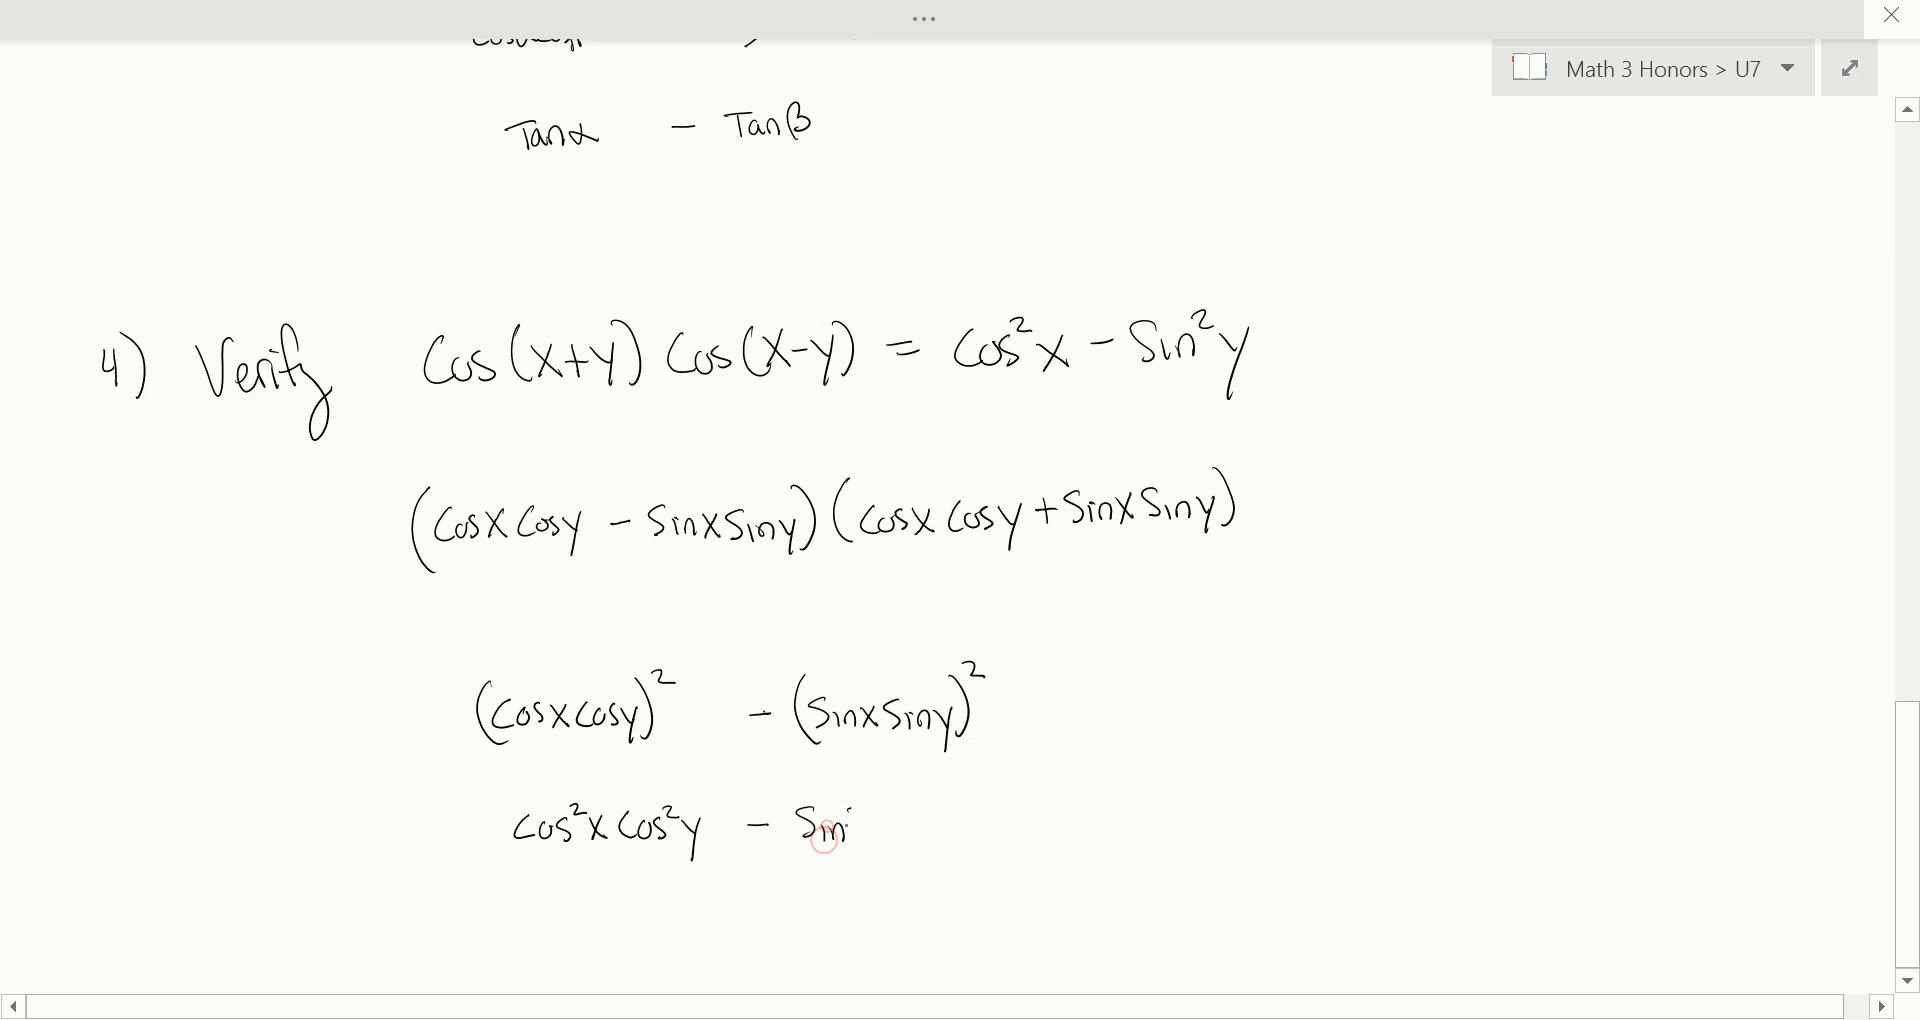 Math 3 Honors > U7
Tanα - Tanβ
4) Verify Cos(x+y) Cos(x-y) = Cos²x - Sin²y
(Cosx Cosy - Sinx Siny)(Cosx Cosy + Sinx Siny)
(Cosx Cosy)² - (Sinx Siny)²
Cos²x Cos²y - Sin